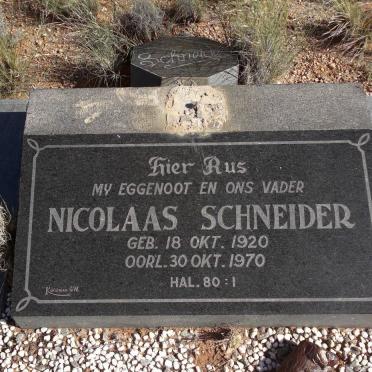 Schneider
Hier Rus
MY EGGENOOT EN ONS VADER
NICOLAAS SCHNEIDER
GEB. 18 OKT. 1920
OORL. 30 OKT. 1970
HAL. 80:1